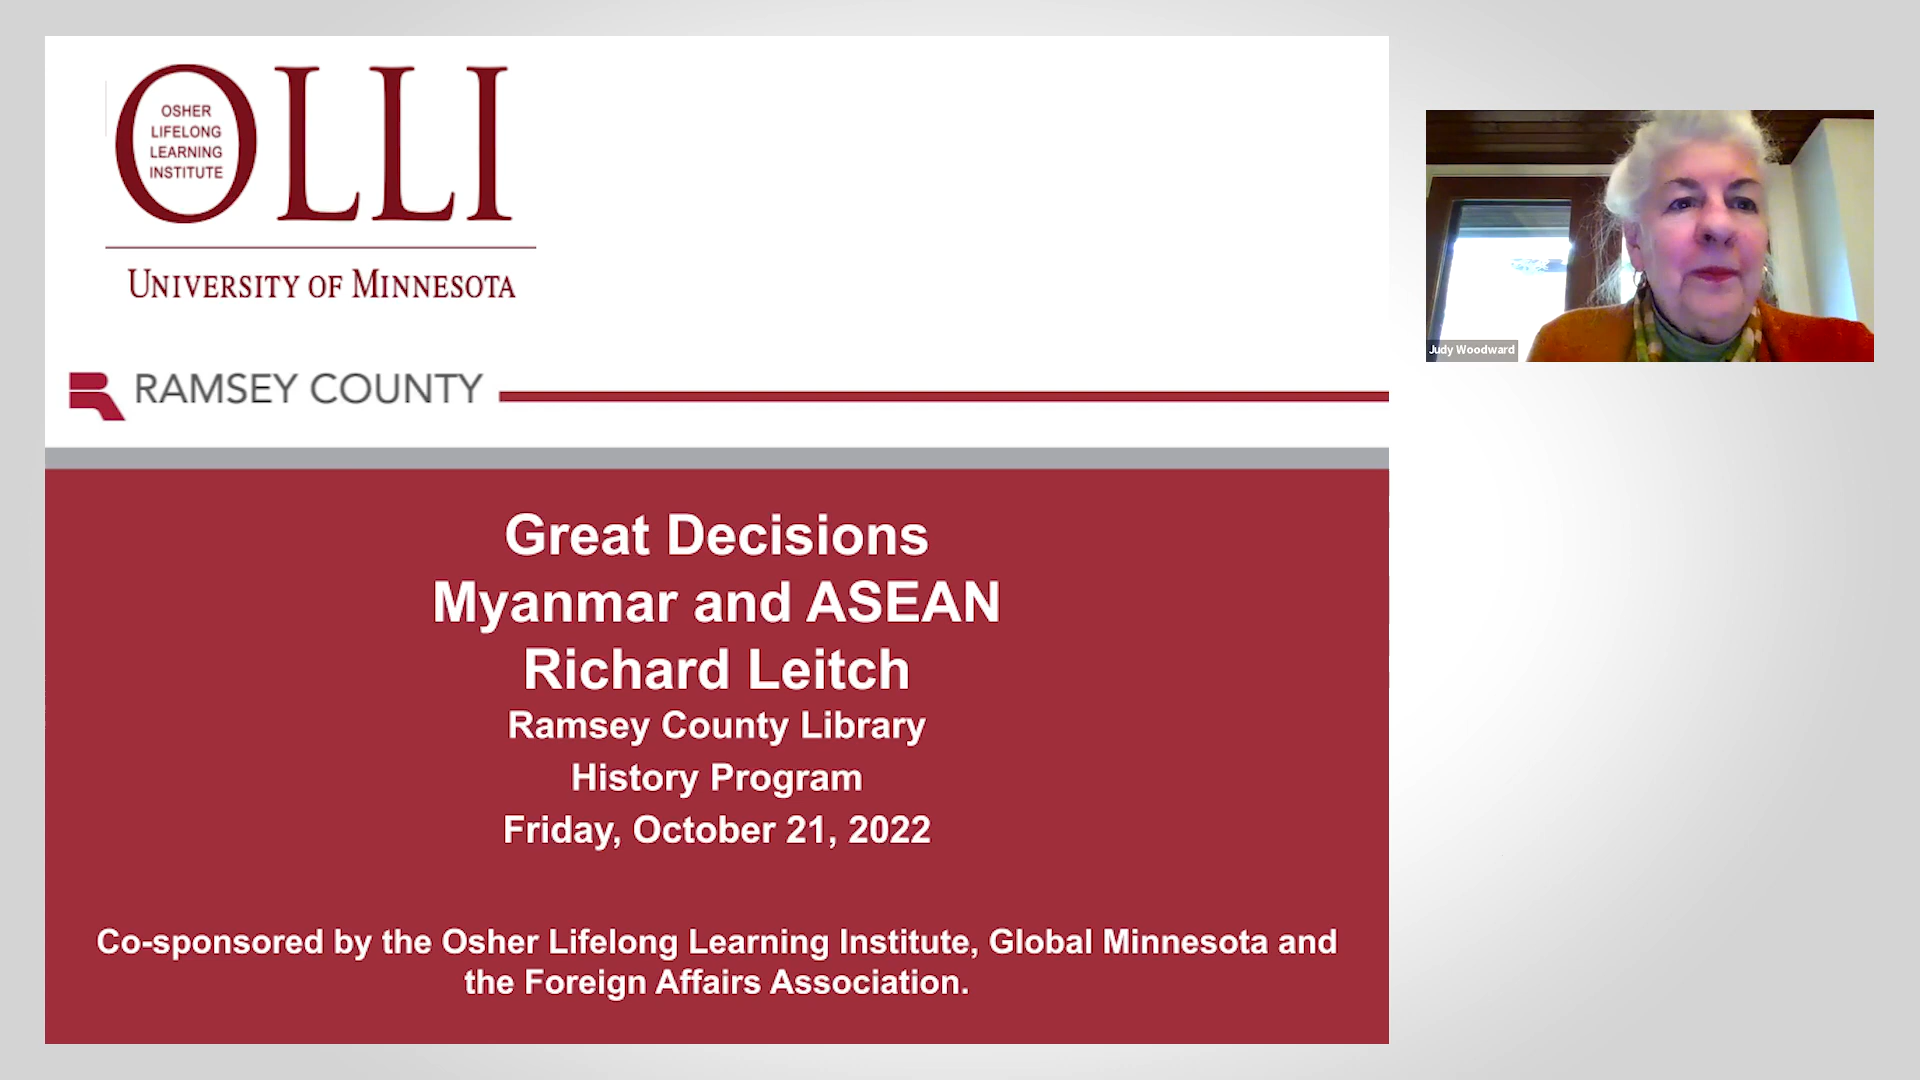 OLLI
OSHER
LIFELONG
LEARNING
INSTITUTE
UNIVERSITY OF MINNESOTA
RAMSEY COUNTY
Great Decisions
Myanmar and ASEAN
Richard Leitch
Ramsey County Library
History Program
Friday, October 21, 2022
Co-sponsored by the Osher Lifelong Learning Institute, Global Minnesota and
the Foreign Affairs Association.
Judy Woodward